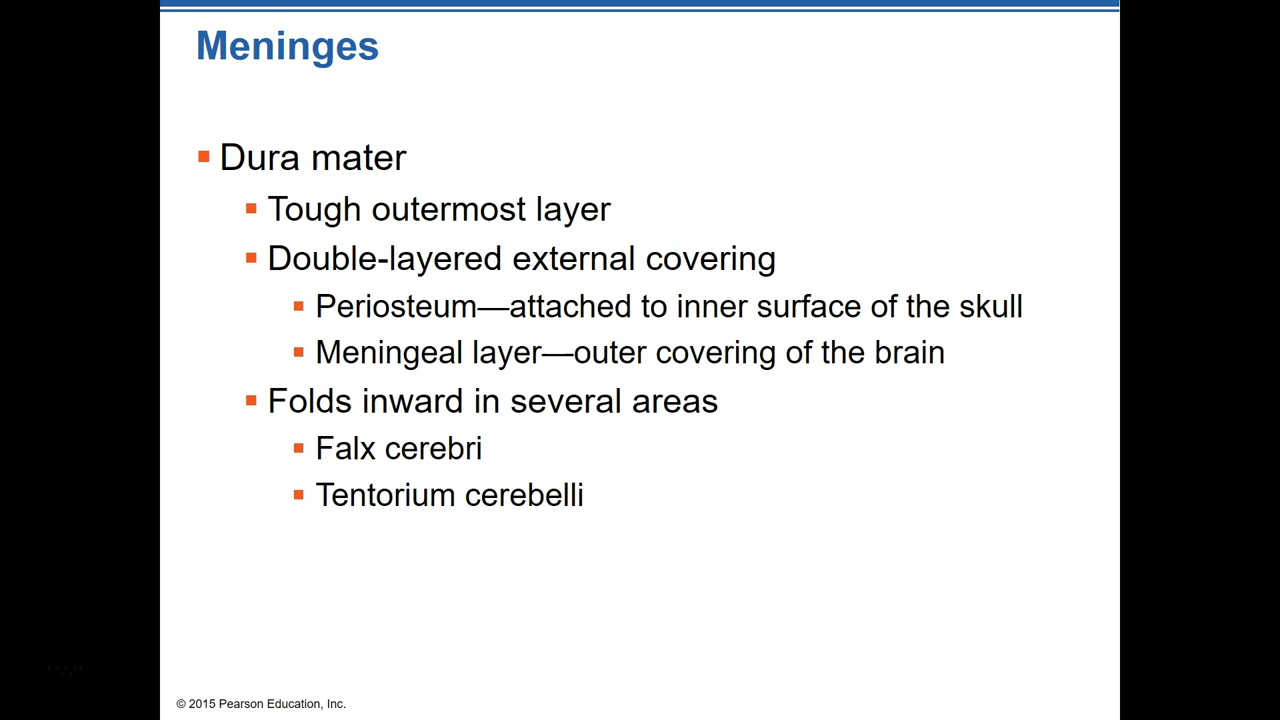 Meninges
Dura mater
Tough outermost layer
Double-layered external covering
Periosteum—attached to inner surface of the skull
Meningeal layer—outer covering of the brain
Folds inward in several areas
Falx cerebri
Tentorium cerebelli
© 2015 Pearson Education, Inc.